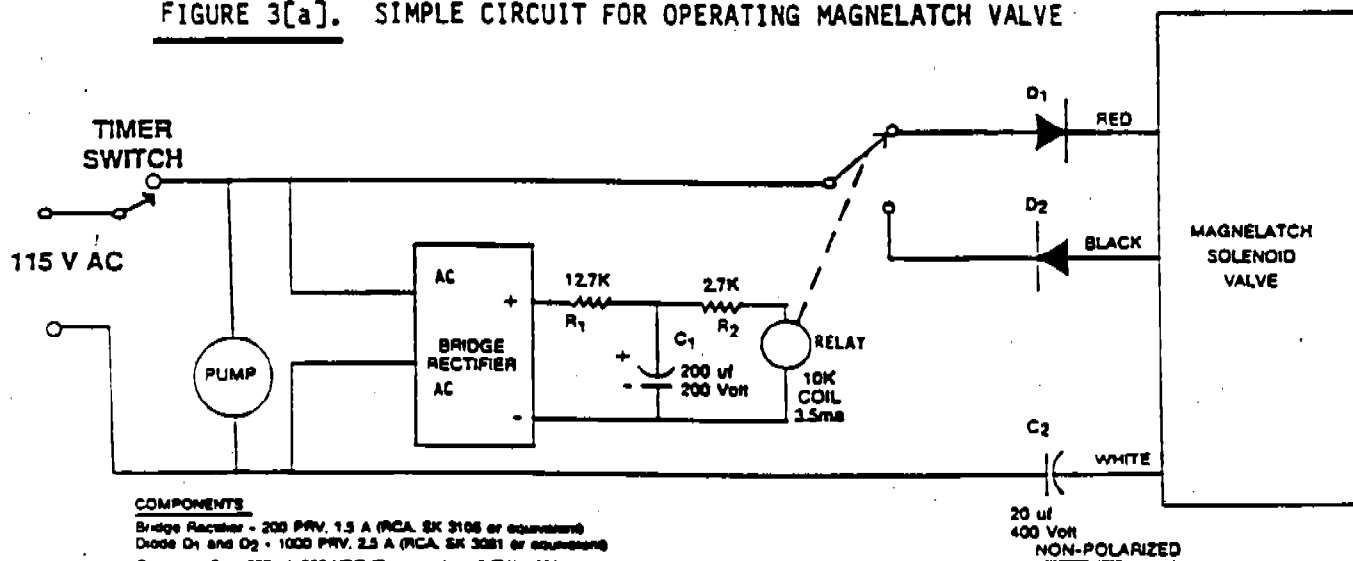 FIGURE 3[a]. SIMPLE CIRCUIT FOR OPERATING MAGNELATCH VALVE
TIMER
SWITCH
115 V AC
PUMP
AC
+
BRIDGE
RECTIFIER
AC
-
12.7K
R1
2.7K
R2
C1
+
-
200 uf
200 Volt
RELAT
10K
COIL
3.5ma
D1
RED
D2
BLACK
MAGNELATCH
SOLENOID
VALVE
C2
WHITE
20 uf
400 Volt
NON-POLARIZED
COMPONENTS
Bridge Rectifier - 200 PRV, 1.5 A (RCA SK 3105 or equivalent)
Diode D1 and D2 - 1000 PRV, 2.5 A (RCA, SK 3081 or equivalent)